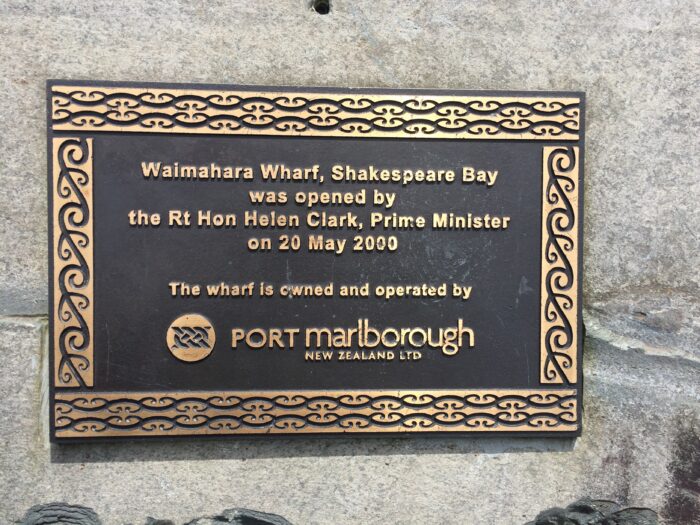 Waimahara Wharf, Shakespeare Bay
was opened by
the Rt Hon Helen Clark, Prime Minister
on 20 May 2000
The wharf is owned and operated by
PORT marlborough
NEW ZEALAND LTD